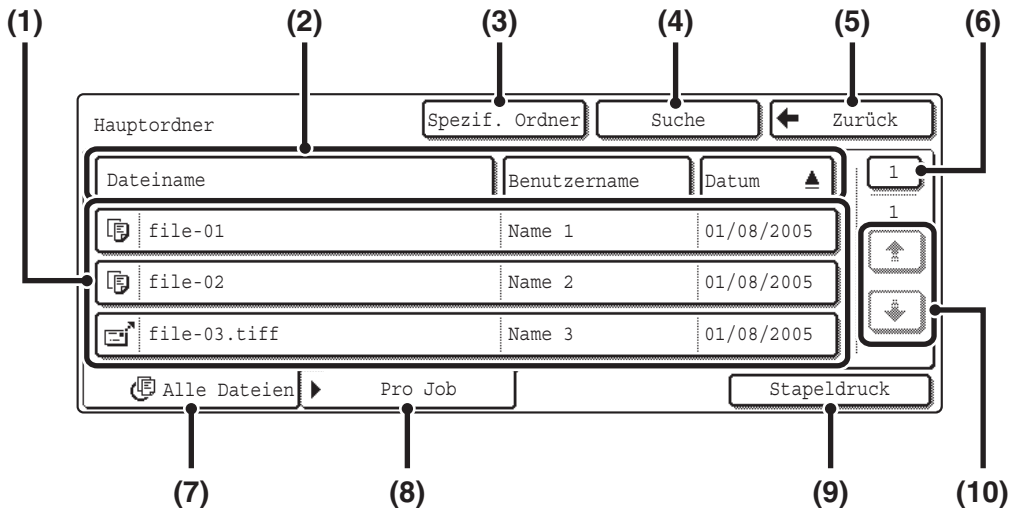 (1) (2) (3) (4) (5) (6)
Hauptordner Spezif. Ordner Suche Zurück
Dateiname Benutzername Datum 1
1
file-01 Name 1 01/08/2005
file-02 Name 2 01/08/2005
file-03.tiff Name 3 01/08/2005
Alle Dateien Pro Job Stapeldruck
(7) (8) (9) (10)